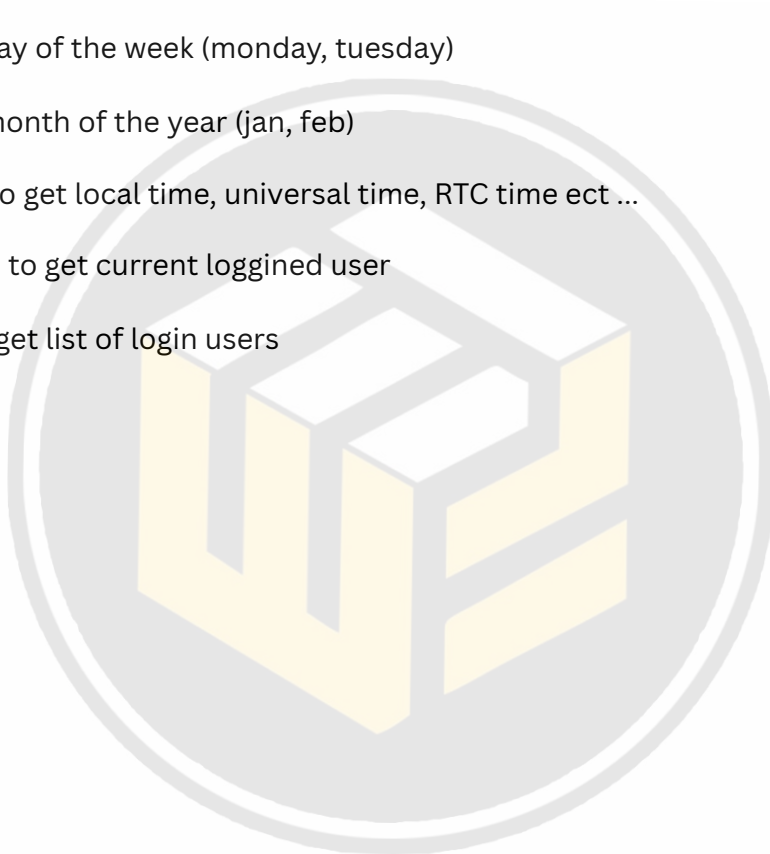 ay of the week (monday, tuesday)
month of the year (jan, feb)
o get local time, universal time, RTC time ect ...
to get current loggined user
get list of login users